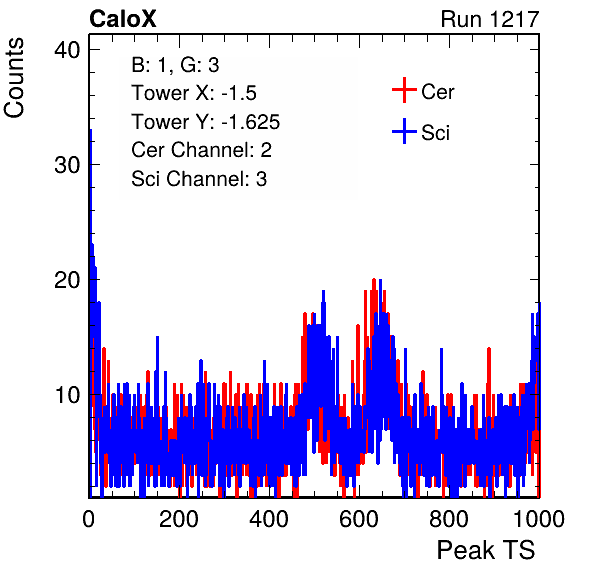 CaloX
Run 1217
Counts
B: 1, G: 3
Tower X: -1.5
Tower Y: -1.625
Cer Channel: 2
Sci Channel: 3
Cer
Sci
40
30
20
10
0 200 400 600 800 1000
Peak TS